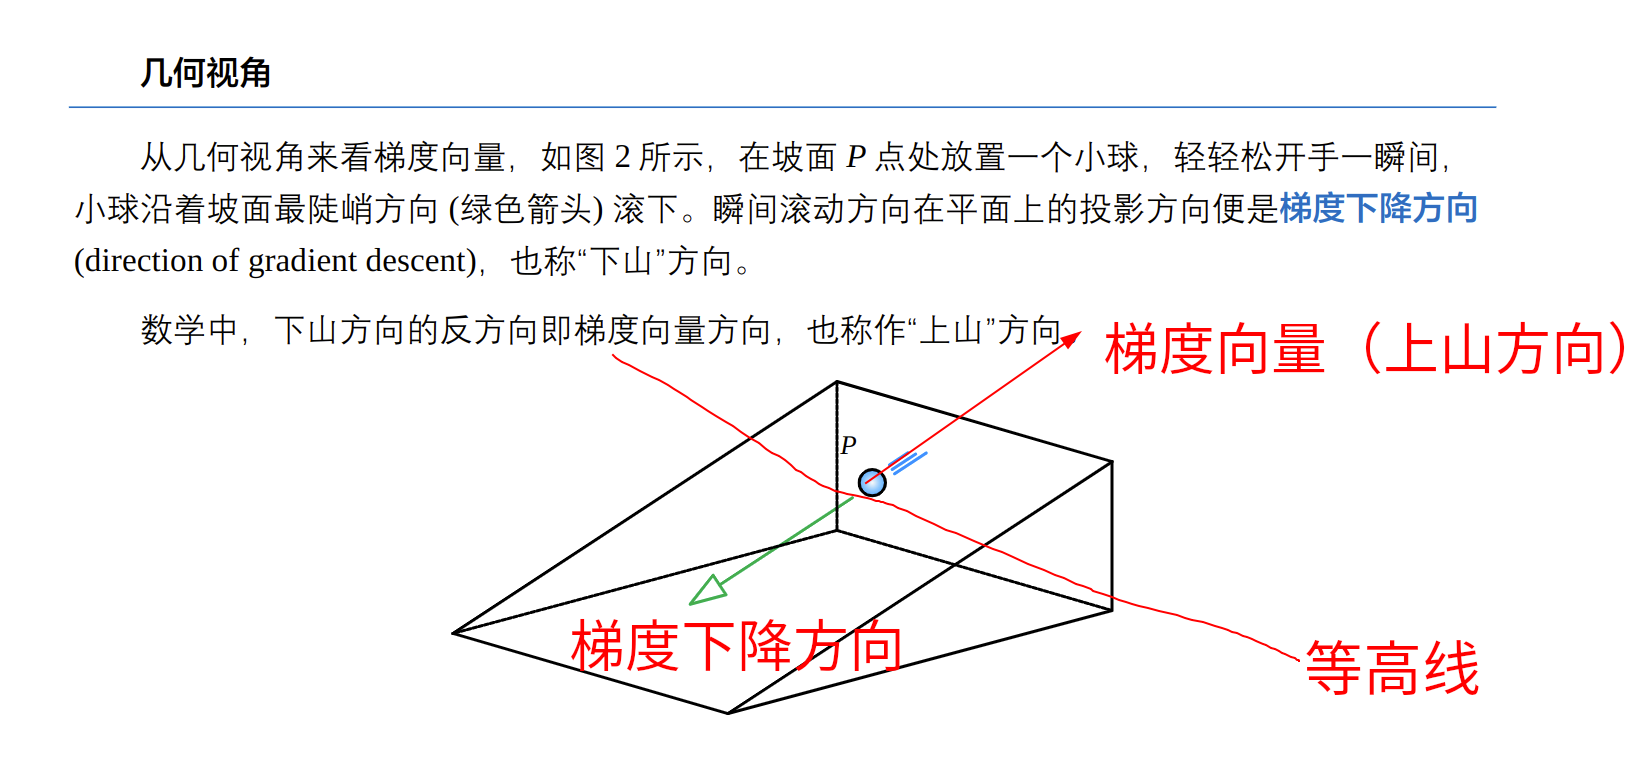 几何视角
从几何视角来看梯度向量，如图 2 所示，在坡面 P 点处放置一个小球，轻轻松开手一瞬间，
小球沿着坡面最陡峭方向 (绿色箭头) 滚下。瞬间滚动方向在平面上的投影方向便是梯度下降方向
(direction of gradient descent)，也称“下山”方向。
数学中，下山方向的反方向即梯度向量方向，也称作“上山”方向
梯度向量（上山方向）
P
梯度下降方向
等高线